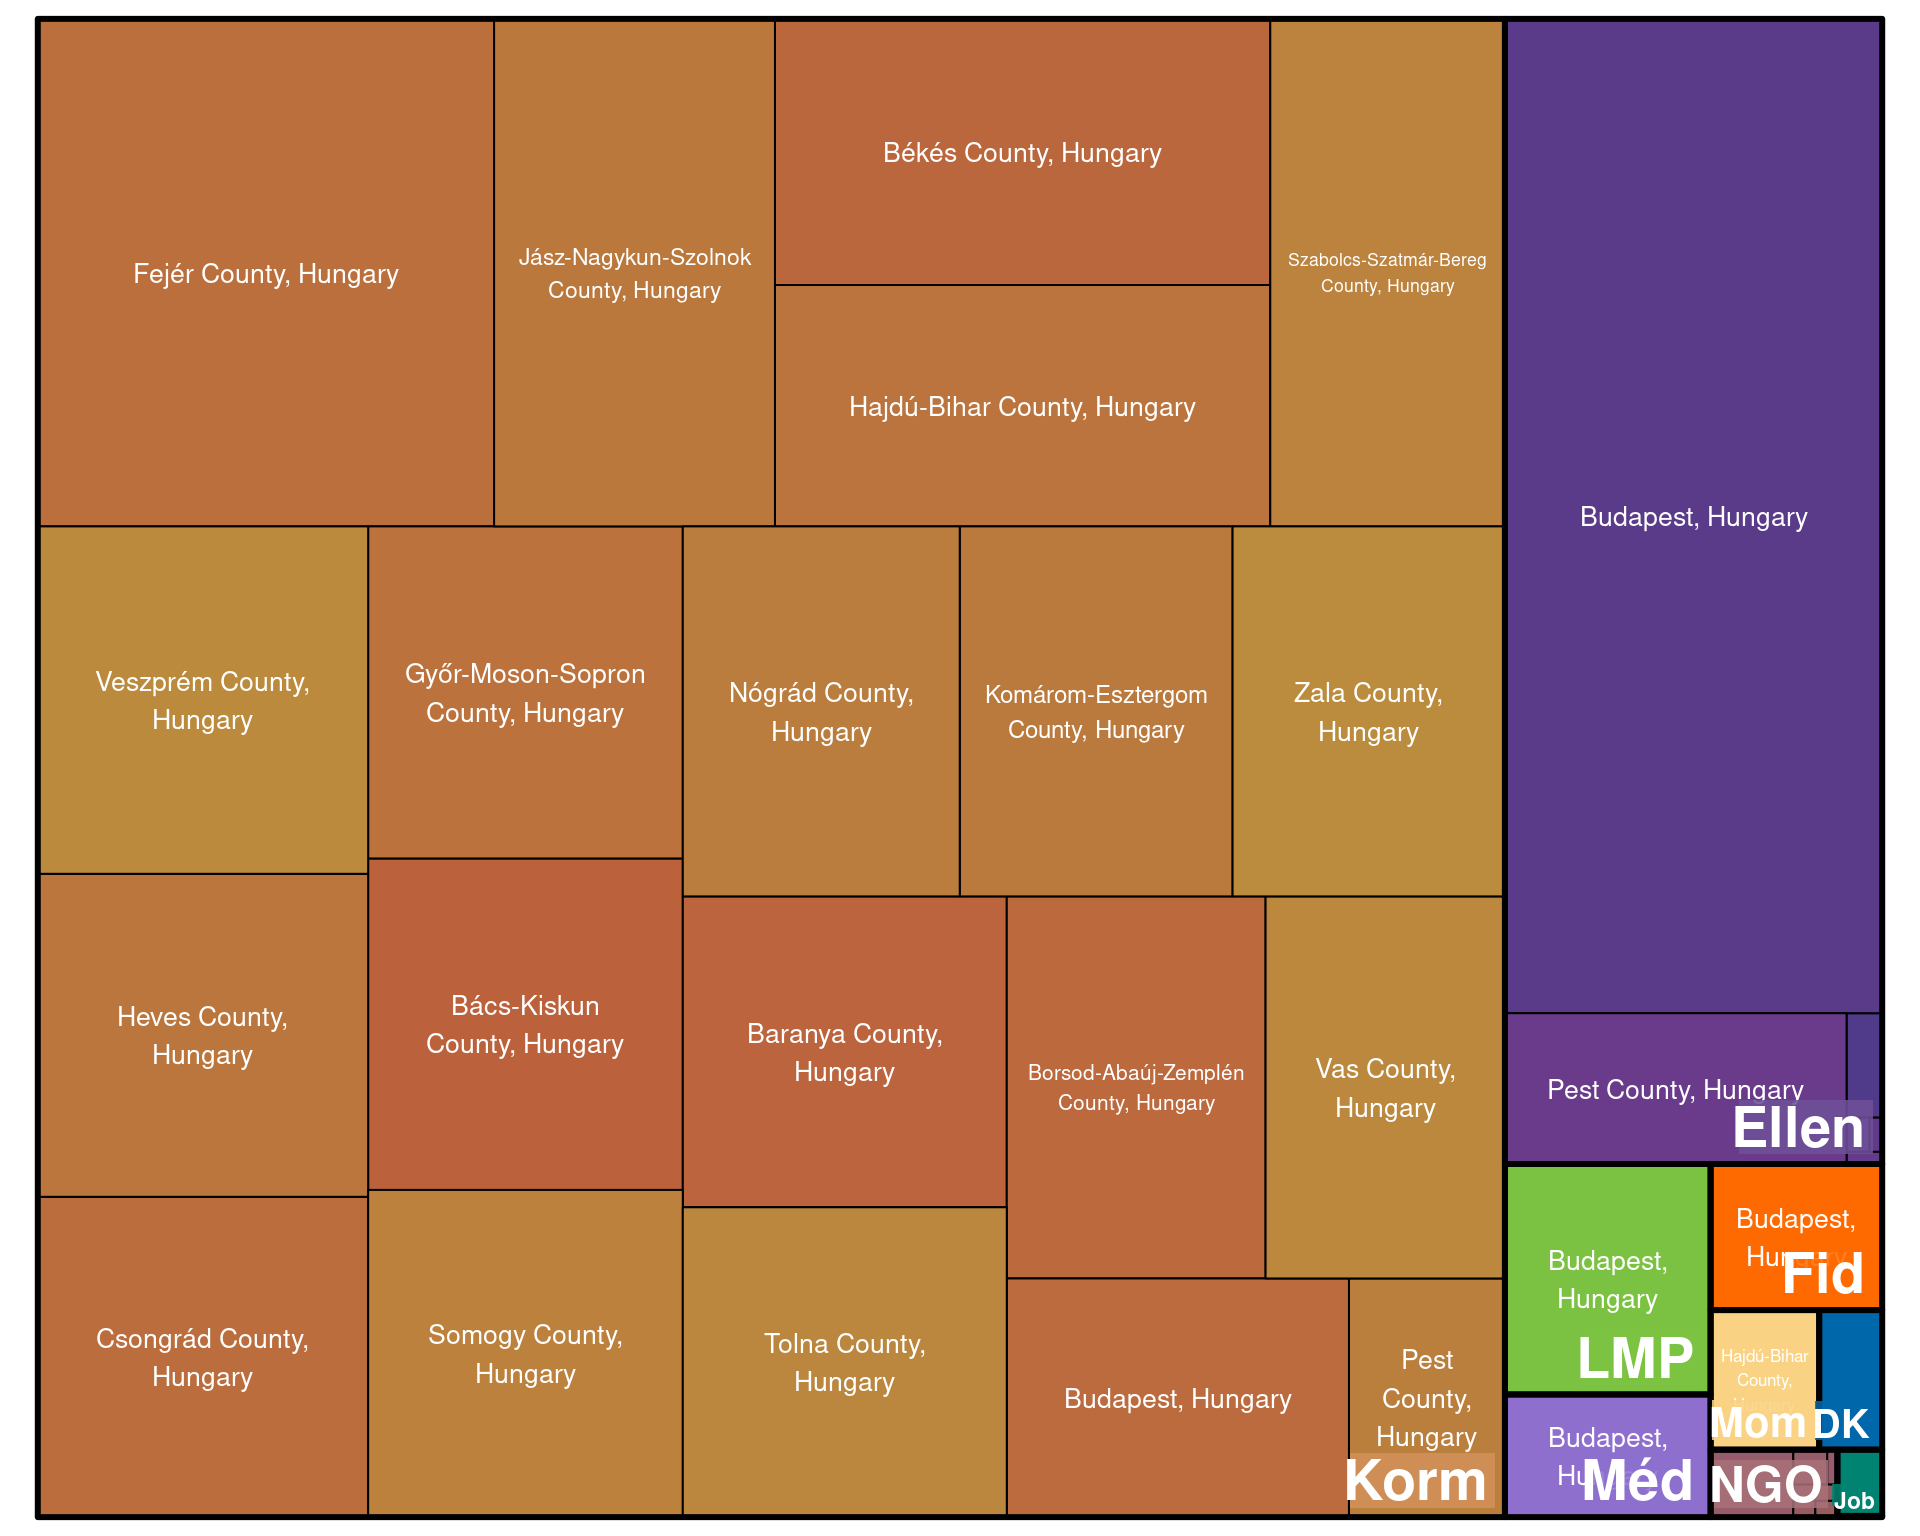 Fejér County, Hungary
Jász-Nagykun-Szolnok
County, Hungary
Békés County, Hungary
Hajdú-Bihar County, Hungary
Szabolcs-Szatmár-Bereg
County, Hungary
Budapest, Hungary
Veszprém County,
Hungary
Győr-Moson-Sopron
County, Hungary
Nógrád County,
Hungary
Komárom-Esztergom
County, Hungary
Zala County,
Hungary
Heves County,
Hungary
Bács-Kiskun
County, Hungary
Baranya County,
Hungary
Borsod-Abaúj-Zemplén
County, Hungary
Vas County,
Hungary
Pest County, Hungary
Ellen
Csongrád County,
Hungary
Somogy County,
Hungary
Tolna County,
Hungary
Budapest, Hungary
Pest
County,
Hungary
Korm
Budapest,
Hungary
LMP
Budapest,
Hungary
Fid
Hajdú-Bihar
County,
Mom
DK
Budapest,
Méd
NGO
Job